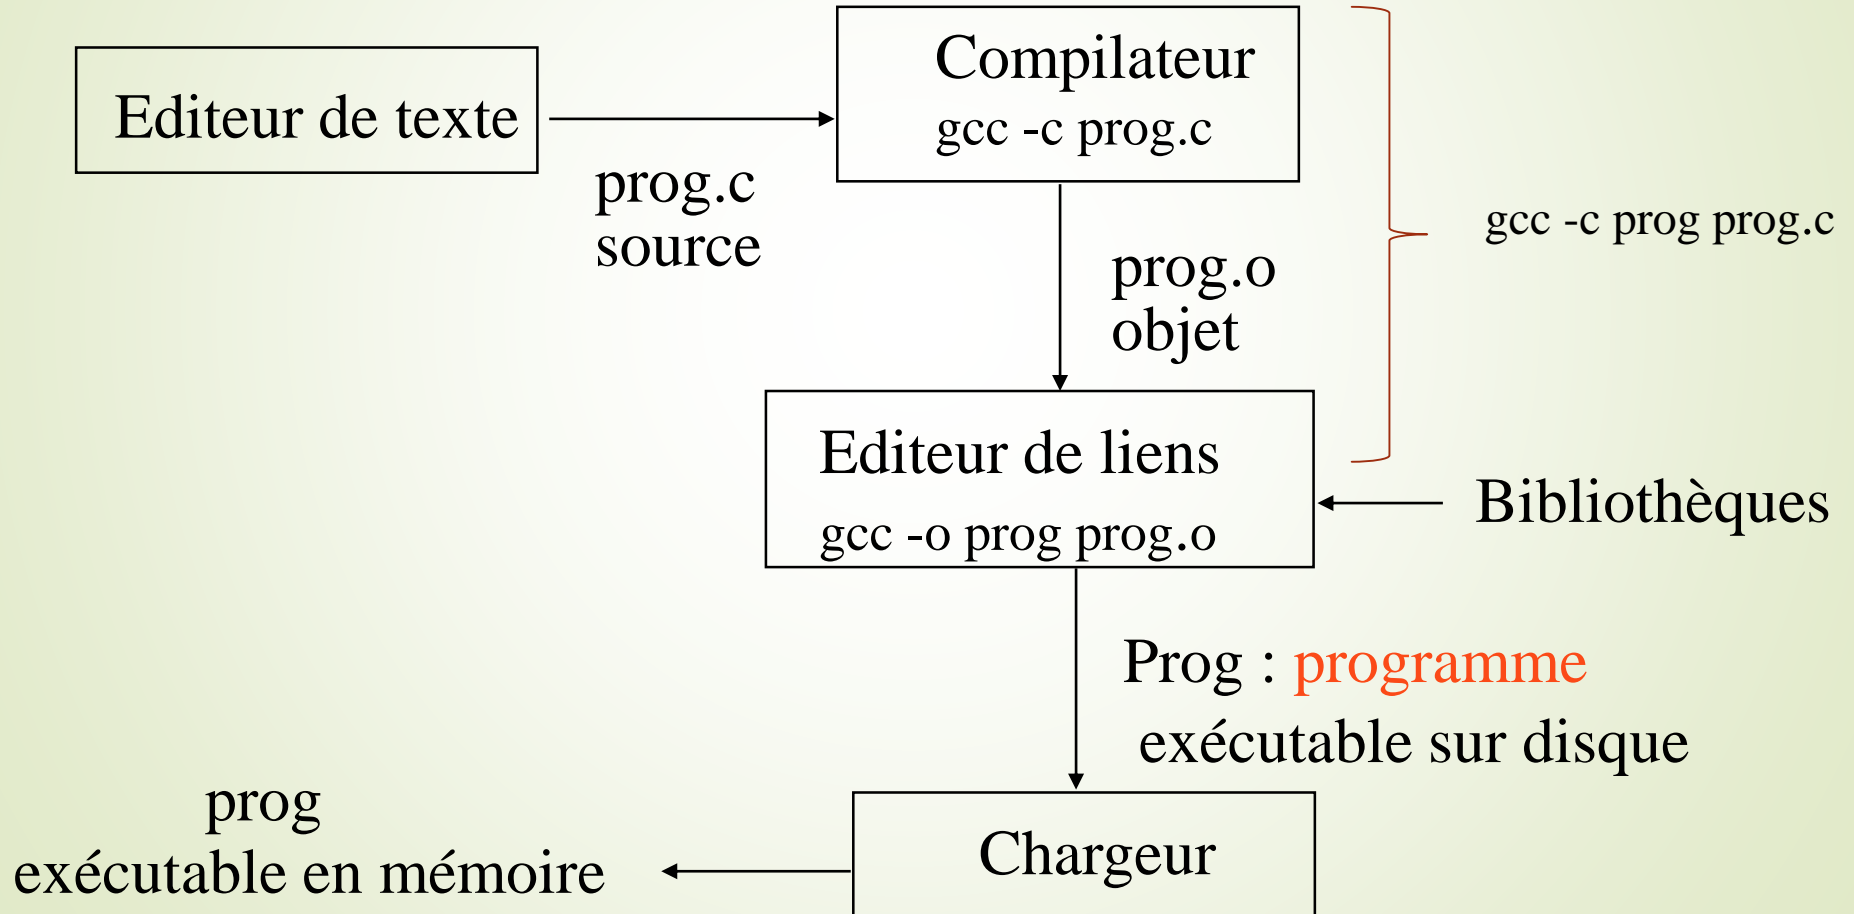 Editeur de texte
Compilateur
gcc -c prog.c
prog.c
source
gcc -c prog prog.c
prog.o
objet
Editeur de liens
gcc -o prog prog.o
Bibliothèques
Prog : programme
exécutable sur disque
Chargeur
prog
exécutable en mémoire